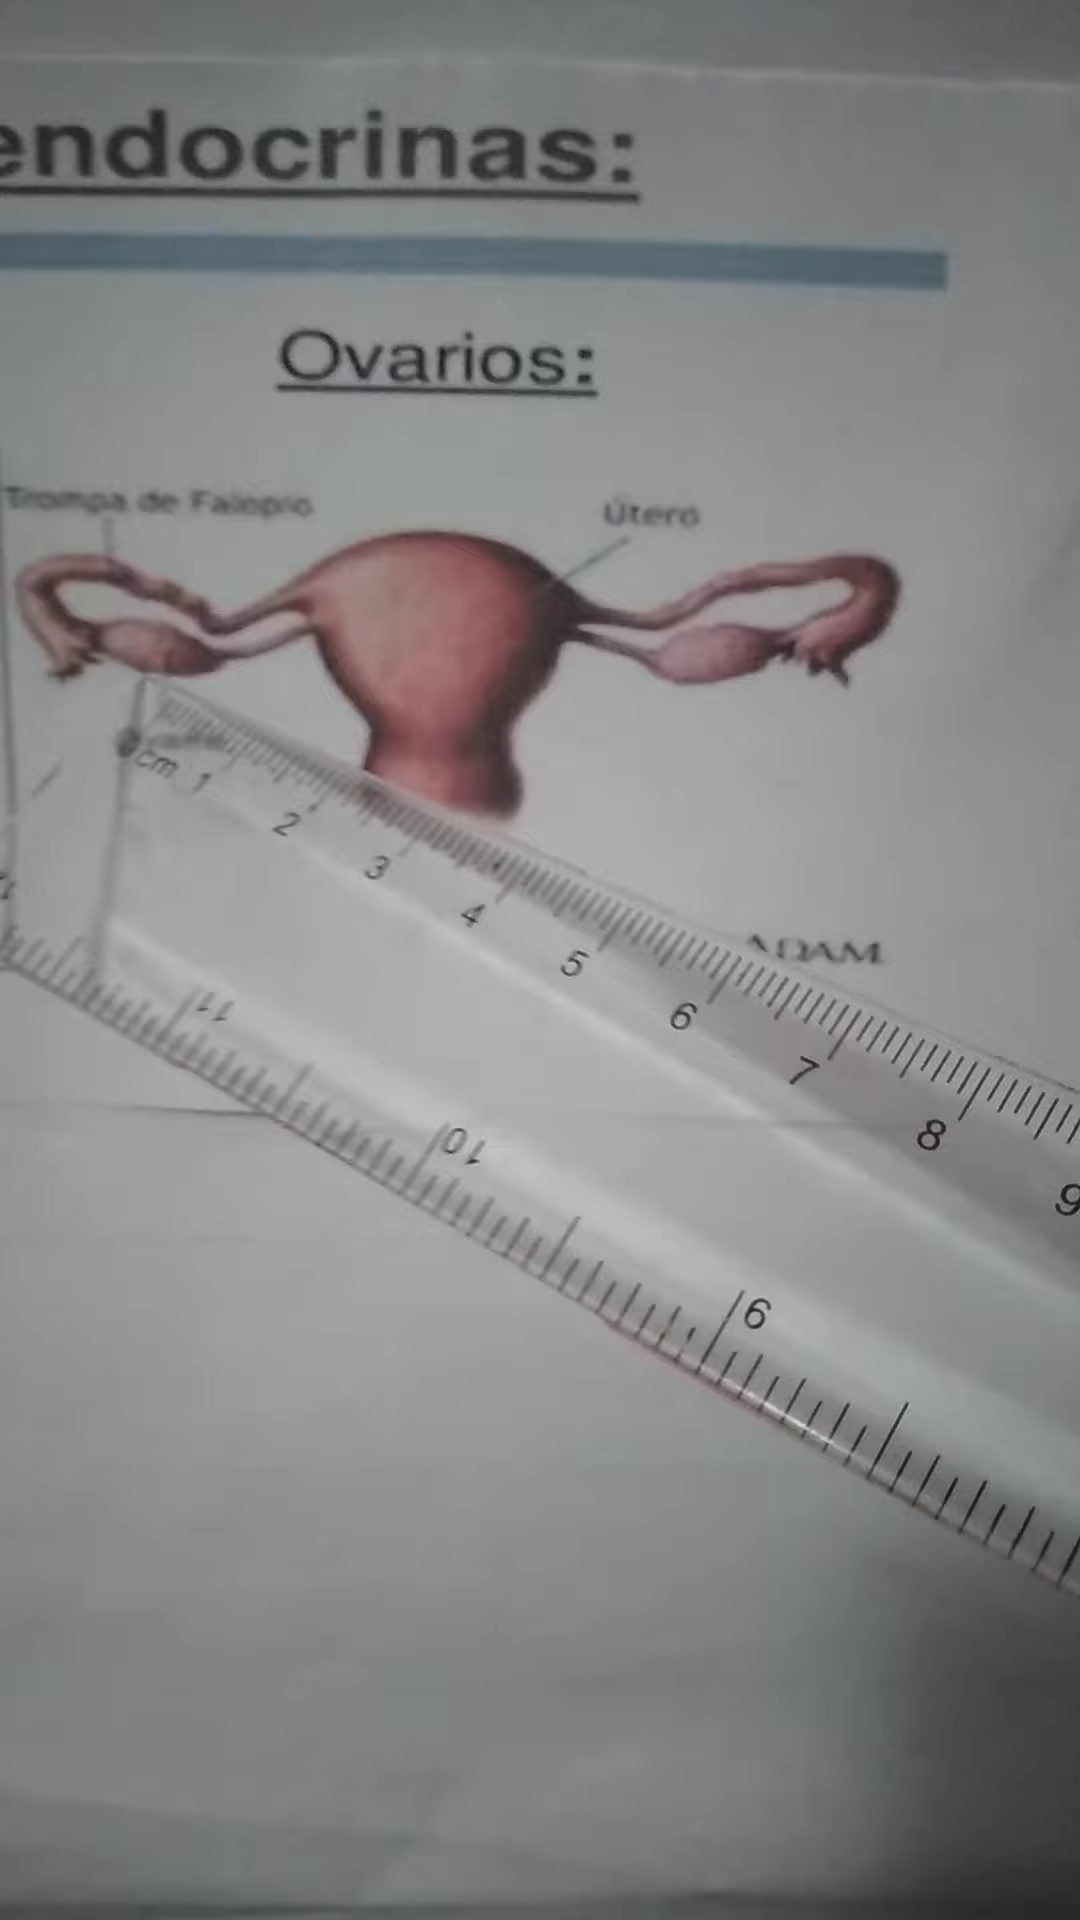 endocrinas:
Ovarios:
Trompa de Falopio
Útero
cm 1 2 3 4 5 6 7 8 9
ADAM
11 10 9